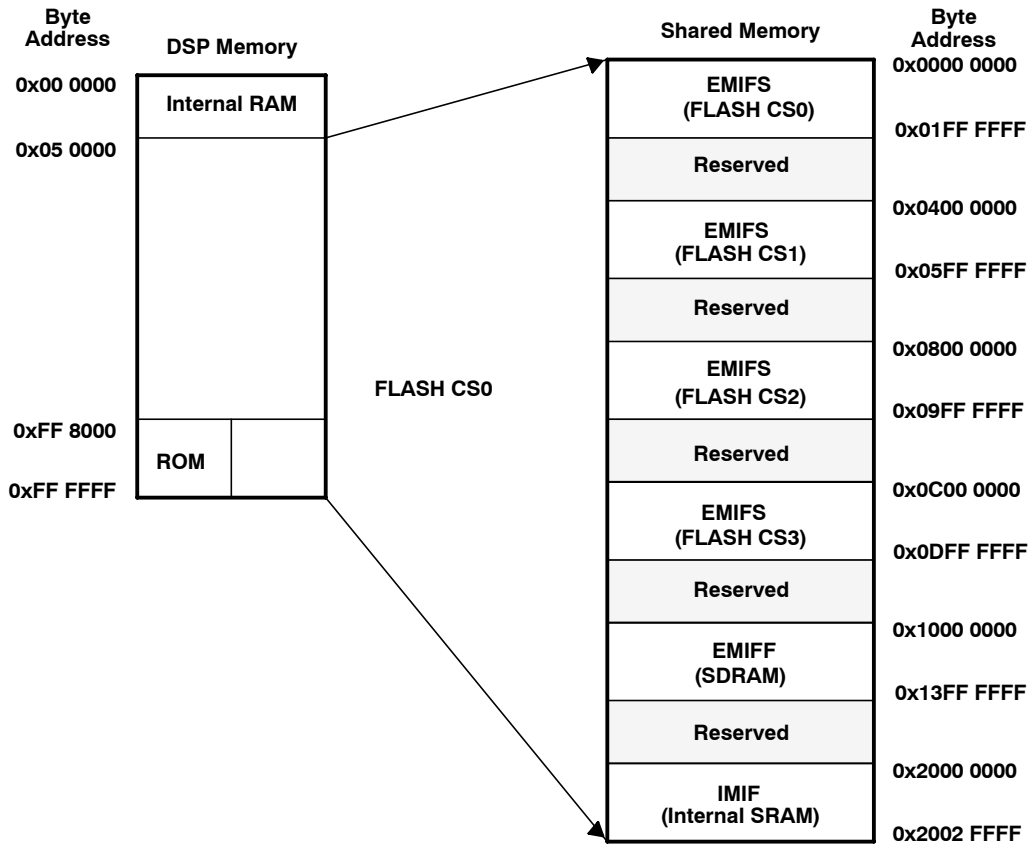 Byte
Address
DSP Memory
0x00 0000
Internal RAM
0x05 0000
0xFF 8000
ROM
0xFF FFFF
FLASH CS0
Shared Memory
Byte
Address
0x0000 0000
EMIFS
(FLASH CS0)
0x01FF FFFF
Reserved
0x0400 0000
EMIFS
(FLASH CS1)
0x05FF FFFF
Reserved
0x0800 0000
EMIFS
(FLASH CS2)
0x09FF FFFF
Reserved
0x0C00 0000
EMIFS
(FLASH CS3)
0x0DFF FFFF
Reserved
0x1000 0000
EMIFF
(SDRAM)
0x13FF FFFF
Reserved
0x2000 0000
IMIF
(Internal SRAM)
0x2002 FFFF